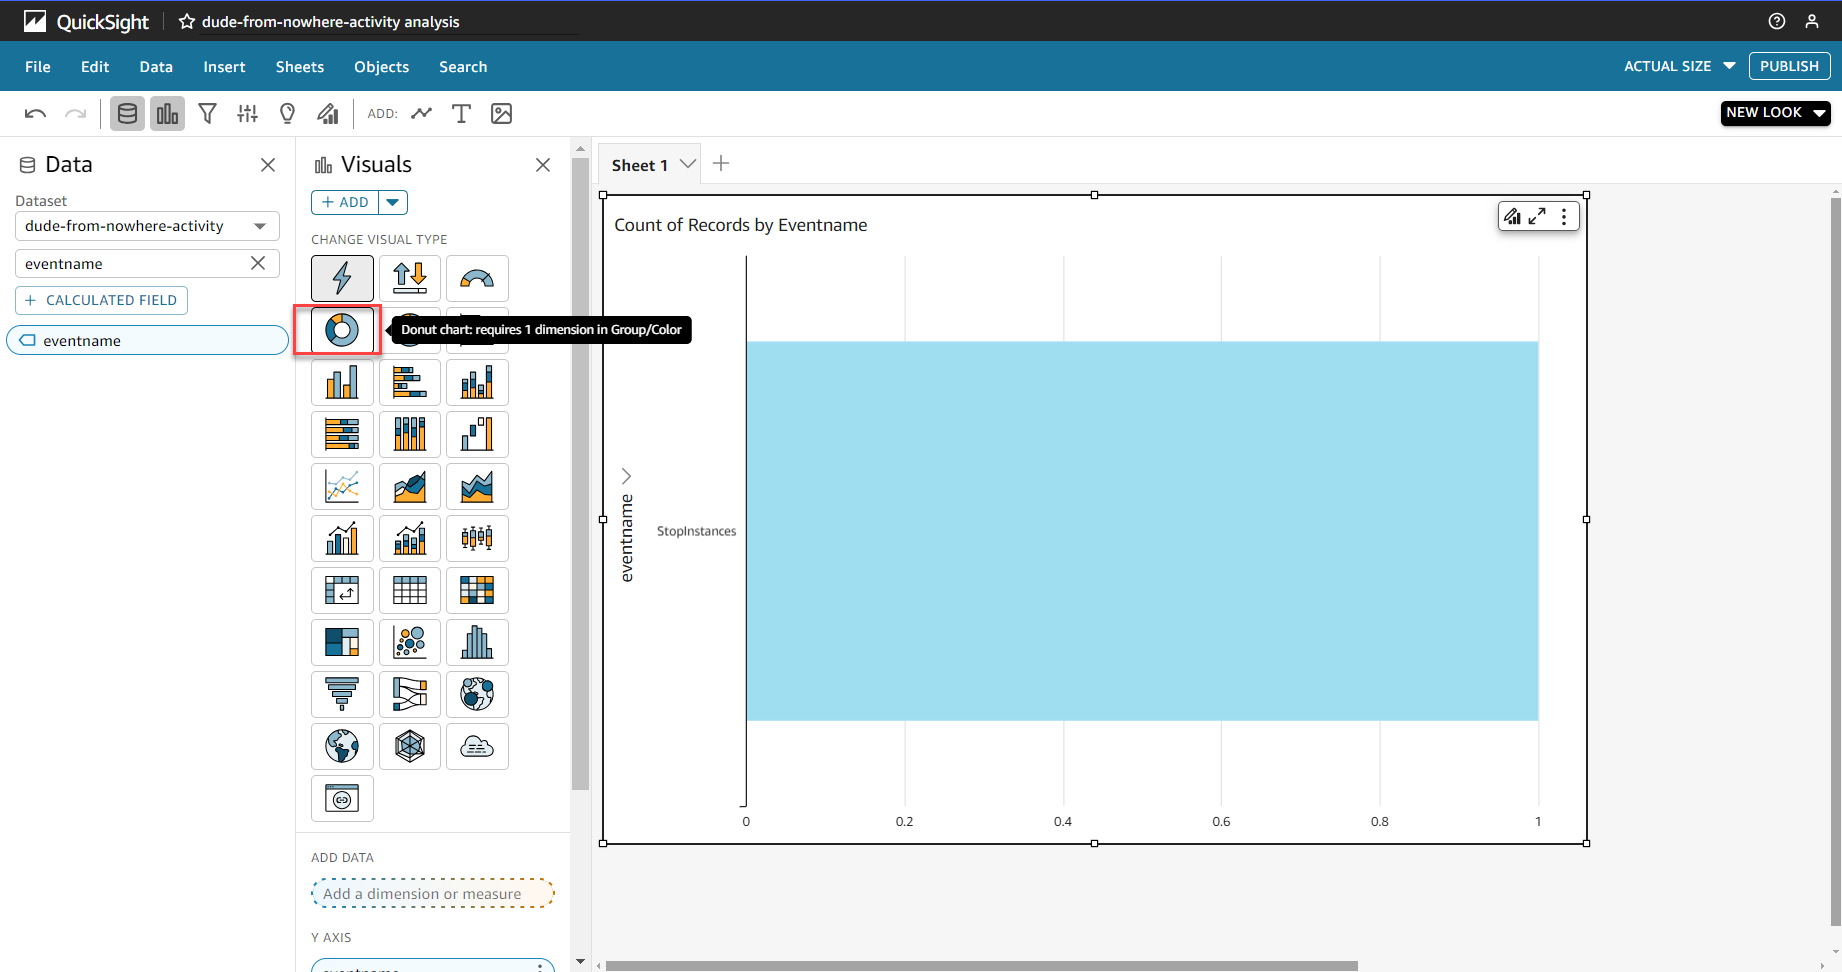 QuickSight
dude-from-nowhere-activity analysis
File Edit Data Insert Sheets Objects Search
ACTUAL SIZE
PUBLISH
ADD:
NEW LOOK
Data
Dataset
dude-from-nowhere-activity
eventname
+ CALCULATED FIELD
eventname
Visuals
+ ADD
CHANGE VISUAL TYPE
Donut chart: requires 1 dimension in Group/Color
ADD DATA
Add a dimension or measure
Y AXIS
eventname
Sheet 1
Count of Records by Eventname
eventname
StopInstances
0 0.2 0.4 0.6 0.8 1